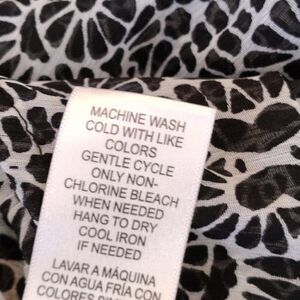 MACHINE WASH
COLD WITH LIKE
COLORS
GENTLE CYCLE
ONLY NON-
CHLORINE BLEACH
WHEN NEEDED
HANG TO DRY
COOL IRON
IF NEEDED
LAVAR A MÁQUINA
CON AGUA FRÍA CON
COLORES